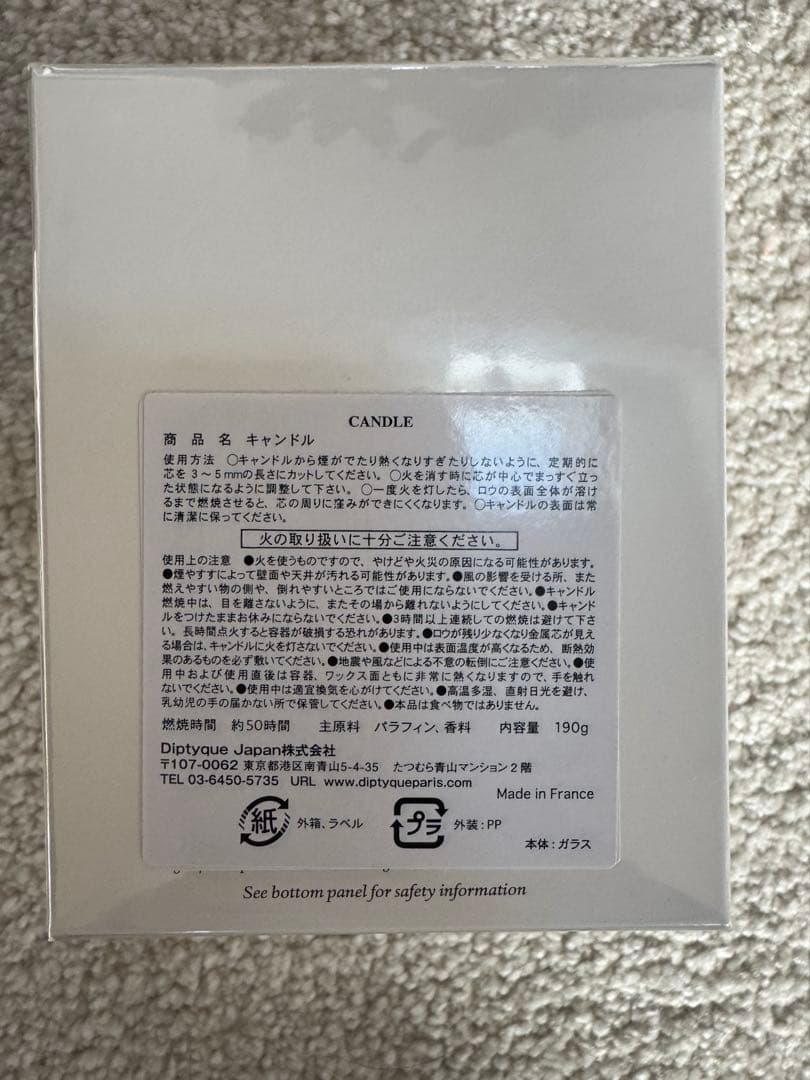 CANDLE
商品名 キャンドル
使用方法 ○キャンドルから煙がでたり熱くなりすぎたりしないように、定期的に
芯を 3～5mmの長さにカットしてください。○火を消す時に芯が中心でまっすぐ立っ
た状態になるように調整して下さい。○一度火を灯したら、ロウの表面全体が溶け
るまで燃焼させると、芯の周りに窪みができにくくなります。○キャンドルの表面は常
に清潔に保ってください。
火の取り扱いに十分ご注意ください。
使用上の注意 ●火を使うものですので、やけどや火災の原因になる可能性があります。
●煙やすすによって壁面や天井が汚れる可能性があります。●風の影響を受ける所、また
燃えやすい物の側や、倒れやすいところではご使用にならないでください。●キャンドル
燃焼中は、目を離さないように、またその場から離れないようにしてください。●キャンド
ルをつけたままお休みにならないでください。●3時間以上連続しての燃焼は避けて下さ
い。長時間点火すると容器が破損する恐れがあります。●ロウが残り少なくなり金属芯が見え
る場合は、キャンドルに火を灯さないでください。●使用中は表面温度が高くなるため、断熱効
果のあるものを必ず敷いてください。●地震や風などによる不意の転倒にご注意ください。●使
用中および使用直後は容器、ワックス面ともに非常に熱くなりますので、手を触れ
ないでください。●使用中は適宜換気を心がけてください。●高温多湿、直射日光を避け、
乳幼児の手の届かない所で保管してください。●本品は食べ物ではありません。
燃焼時間 約50時間 主原料 パラフィン、香料 内容量 190g
Diptyque Japan株式会社
〒107-0062 東京都港区南青山5-4-35 たつむら青山マンション2階
TEL 03-6450-5735 URL www.diptyqueparis.com
Made in France
紙 外箱、ラベル プラ 外装:PP
本体:ガラス
See bottom panel for safety information